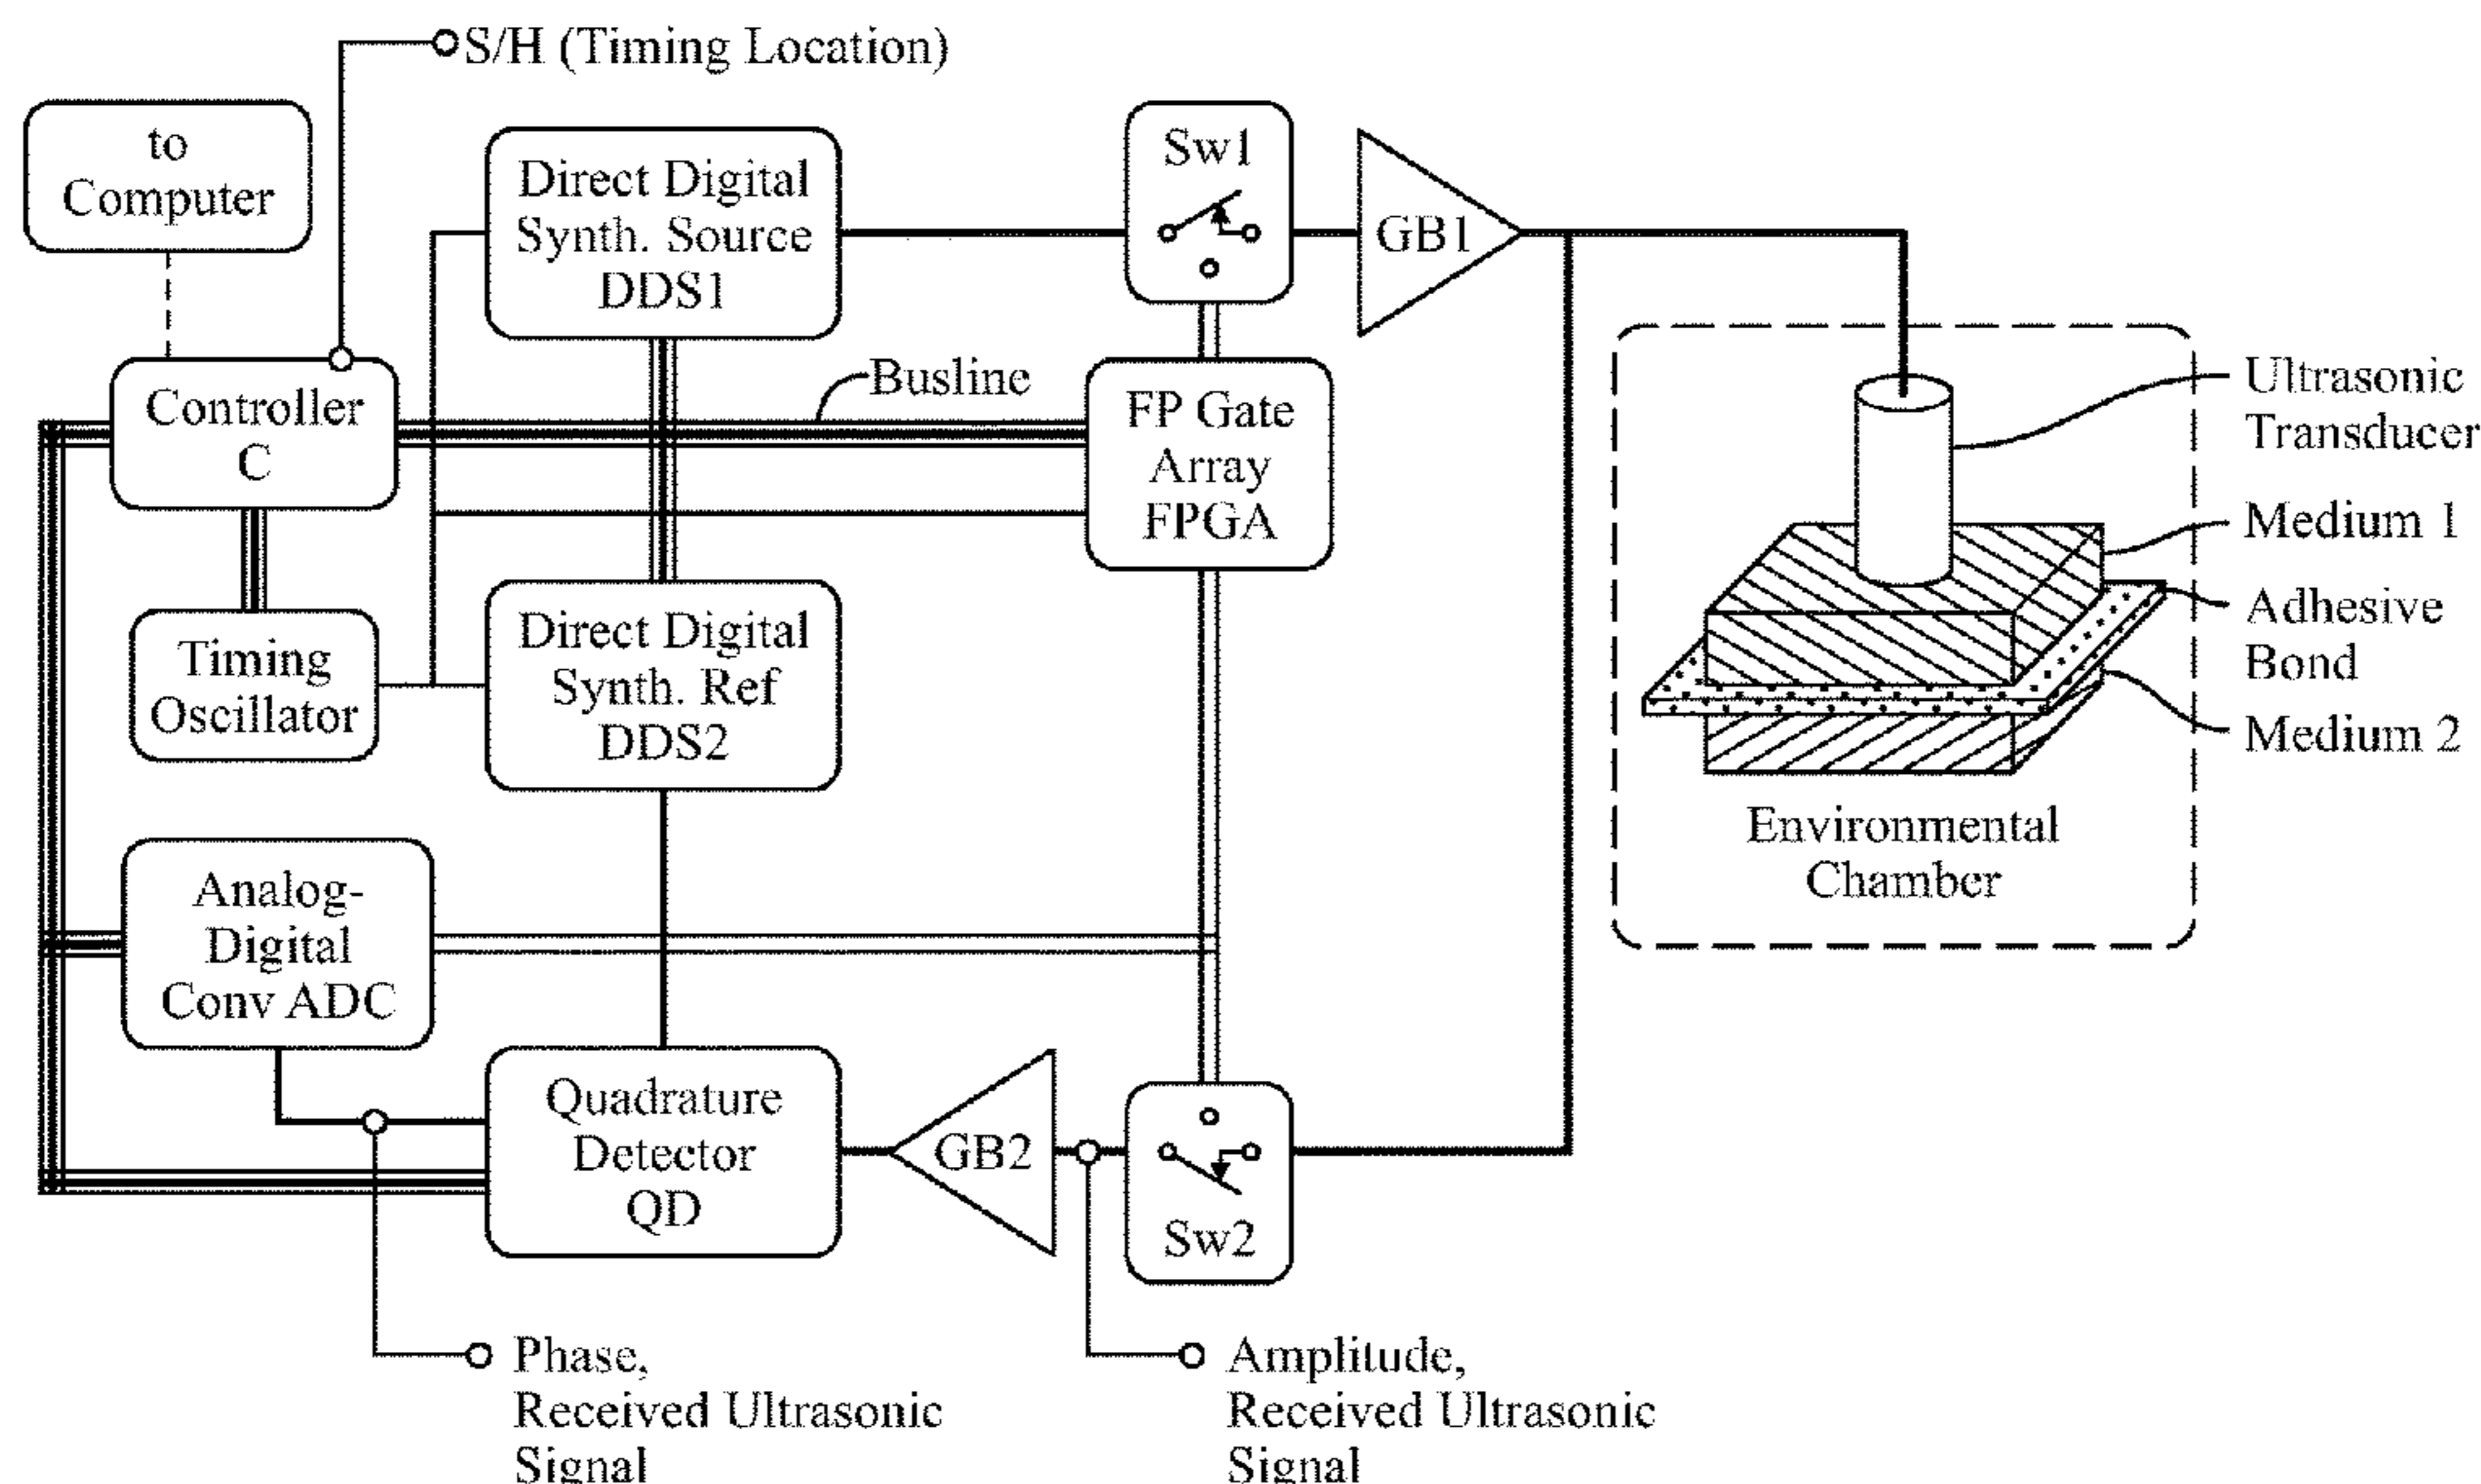 S/H (Timing Location)
to
Computer
Direct Digital
Synth. Source
DDS1
Sw1
GB1
Controller
C
Busline
FP Gate
Array
FPGA
Ultrasonic
Transducer
Medium 1
Adhesive
Bond
Medium 2
Environmental
Chamber
Timing
Oscillator
Direct Digital
Synth. Ref
DDS2
Analog-
Digital
Conv ADC
Quadrature
Detector
QD
GB2
Sw2
Phase,
Received Ultrasonic
Signal
Amplitude,
Received Ultrasonic
Signal